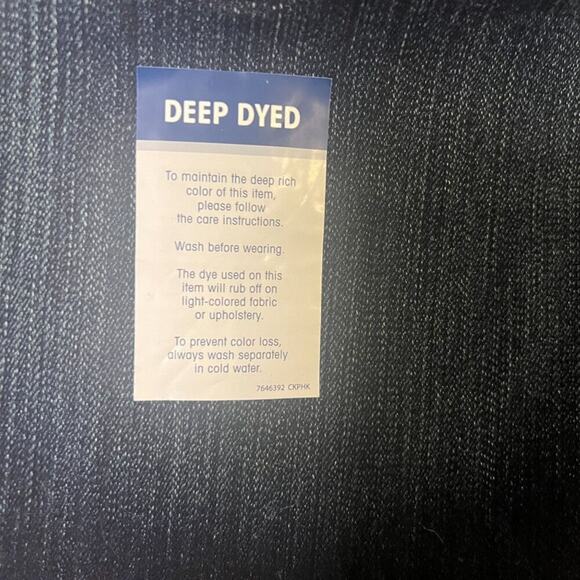 DEEP DYED
To maintain the deep rich
color of this item,
please follow
the care instructions.
Wash before wearing.
The dye used on this
item will rub off on
light-colored fabric
or upholstery.
To prevent color loss,
always wash separately
in cold water.
7646392 CKPHK